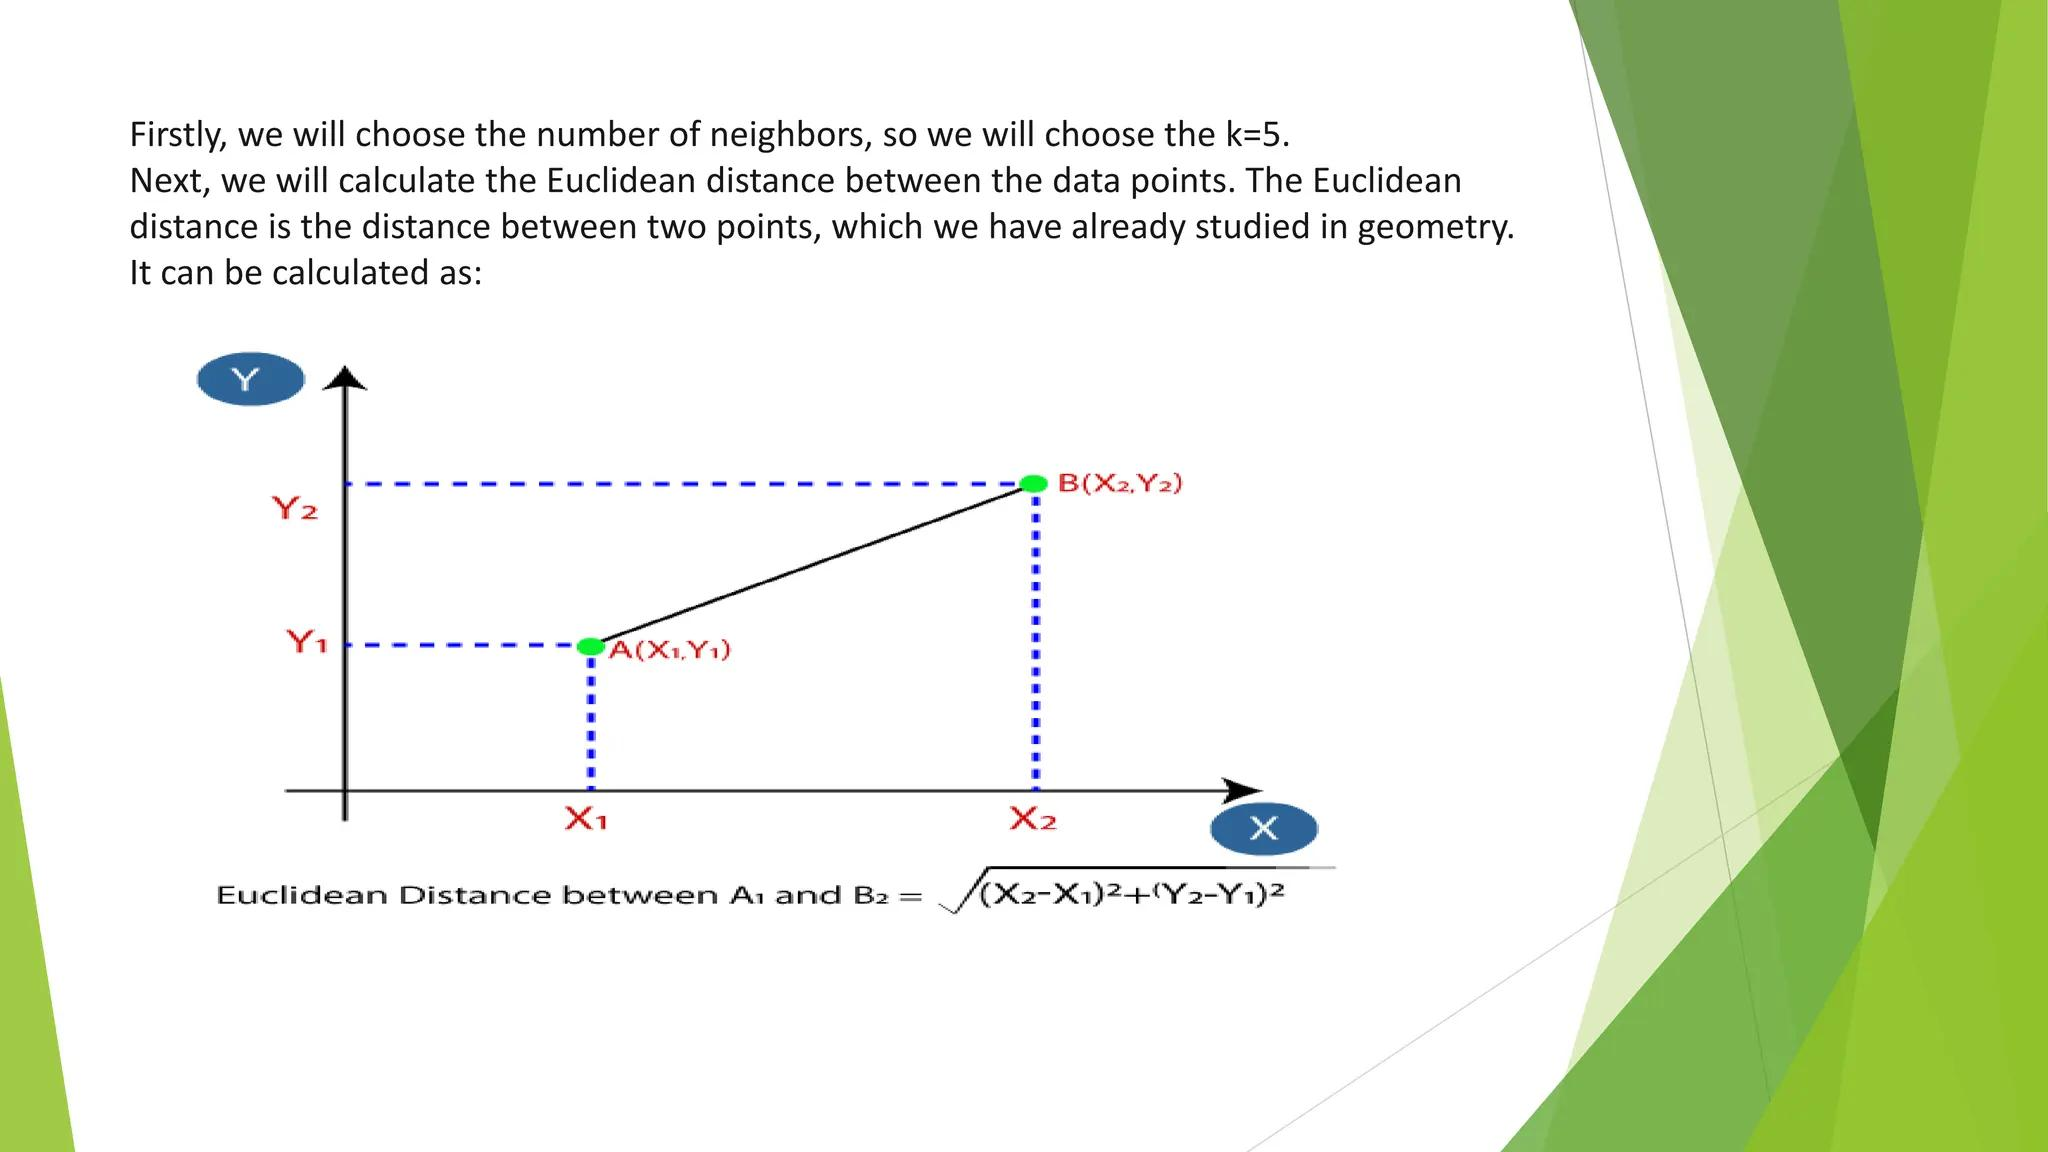 Firstly, we will choose the number of neighbors, so we will choose the k=5.
Next, we will calculate the Euclidean distance between the data points. The Euclidean
distance is the distance between two points, which we have already studied in geometry.
It can be calculated as:
Y
Y₂
B(X₂,Y₂)
Y₁
A(X₁,Y₁)
X₁
X₂
X
Euclidean Distance between A₁ and B₂ = √(X₂-X₁)²+(Y₂-Y₁)²